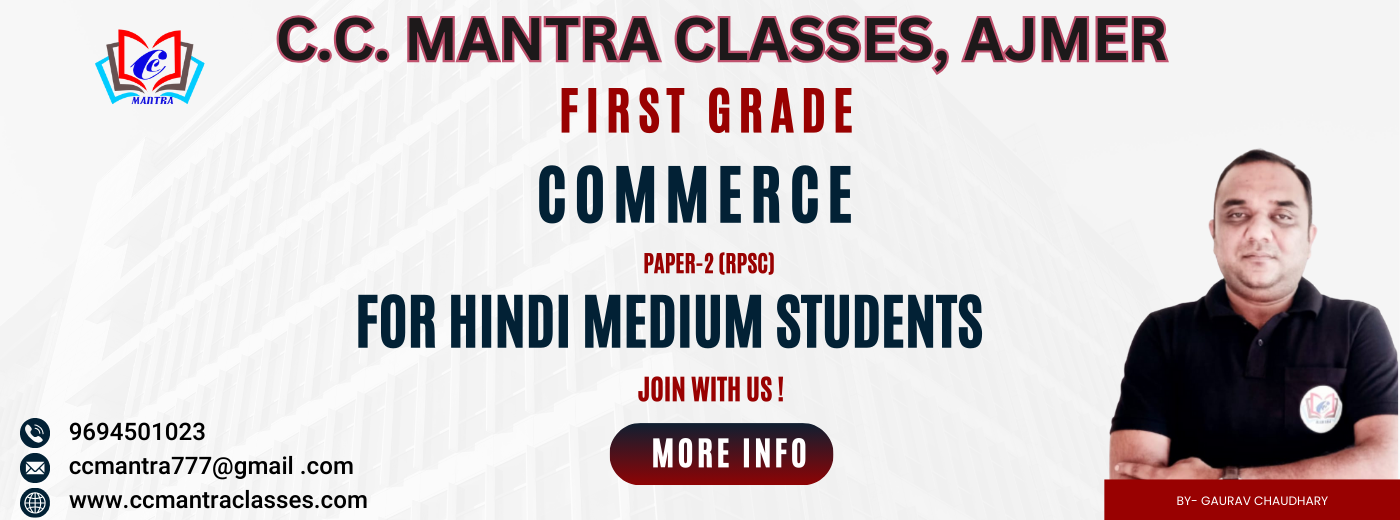 C.C. MANTRA CLASSES, AJMER
Cc
MANTRA
FIRST GRADE
COMMERCE
PAPER-2 (RPSC)
FOR HINDI MEDIUM STUDENTS
JOIN WITH US !
MORE INFO
9694501023
ccmantra777@gmail .com
www.ccmantraclasses.com
BY- GAURAV CHAUDHARY